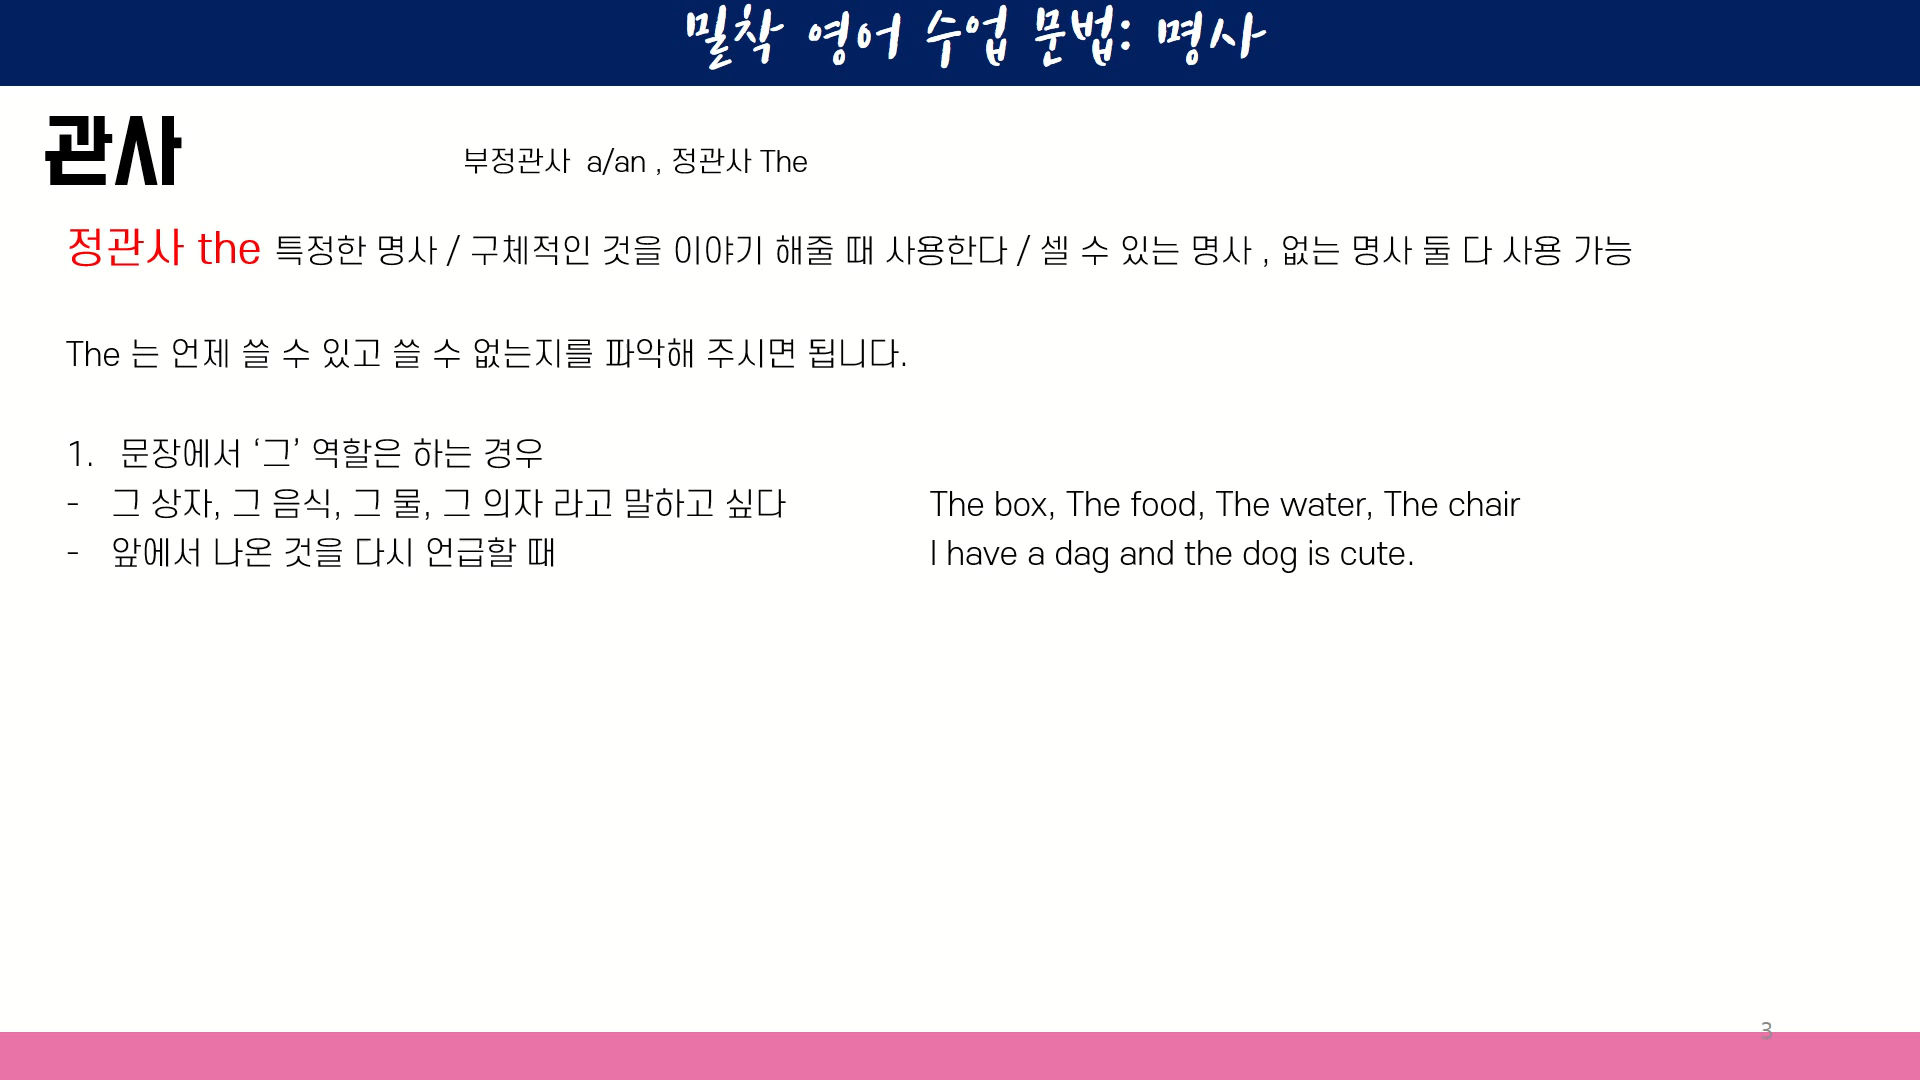 밀착 영어 수업 문법: 명사
관사
부정관사 a/an , 정관사 The
정관사 the 특정한 명사 / 구체적인 것을 이야기 해줄 때 사용한다 / 셀 수 있는 명사 , 없는 명사 둘 다 사용 가능
The 는 언제 쓸 수 있고 쓸 수 없는지를 파악해 주시면 됩니다.
1. 문장에서 ‘그’ 역할은 하는 경우
- 그 상자, 그 음식, 그 물, 그 의자 라고 말하고 싶다 The box, The food, The water, The chair
- 앞에서 나온 것을 다시 언급할 때 I have a dag and the dog is cute.
3